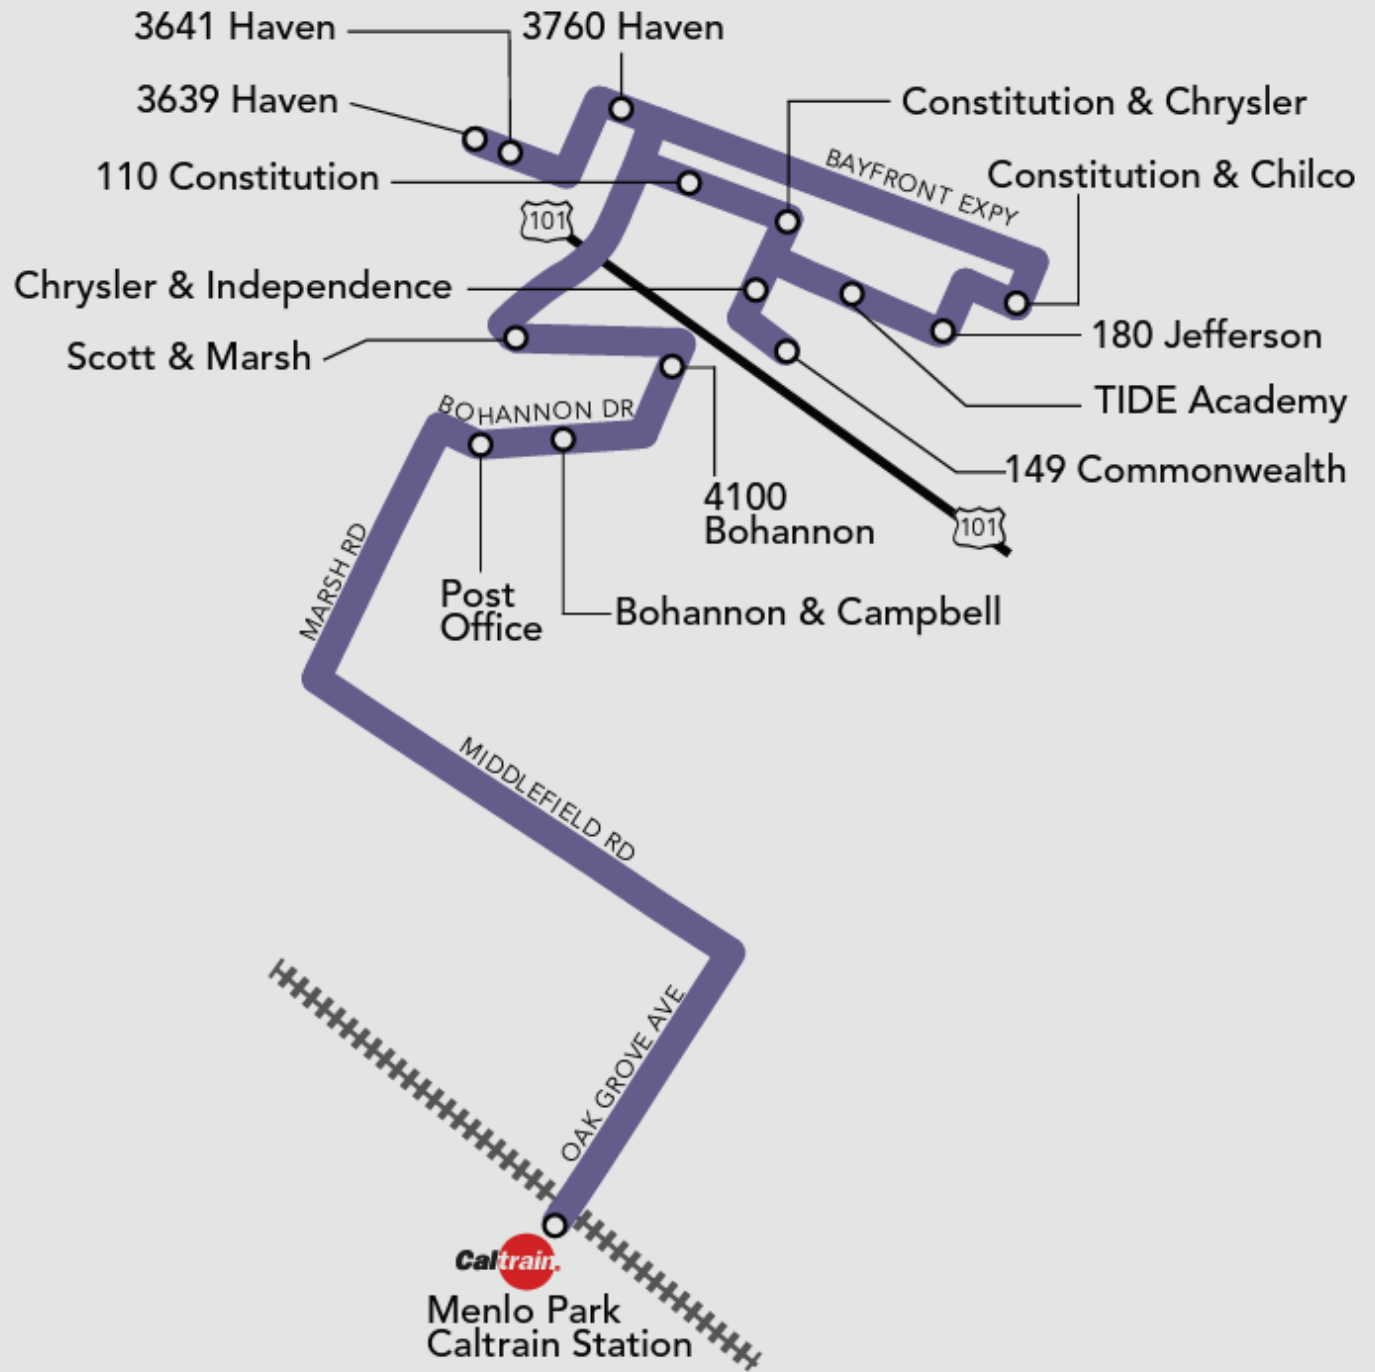 3641 Haven
3760 Haven
3639 Haven
Constitution & Chrysler
BAYFRONT EXPY
110 Constitution
Constitution & Chilco
101
Chrysler & Independence
180 Jefferson
Scott & Marsh
TIDE Academy
BOHANNON DR
149 Commonwealth
4100
Bohannon
101
MARSH RD
Post
Office
Bohannon & Campbell
MIDDLEFIELD RD
OAK GROVE AVE
Caltrain
Menlo Park
Caltrain Station